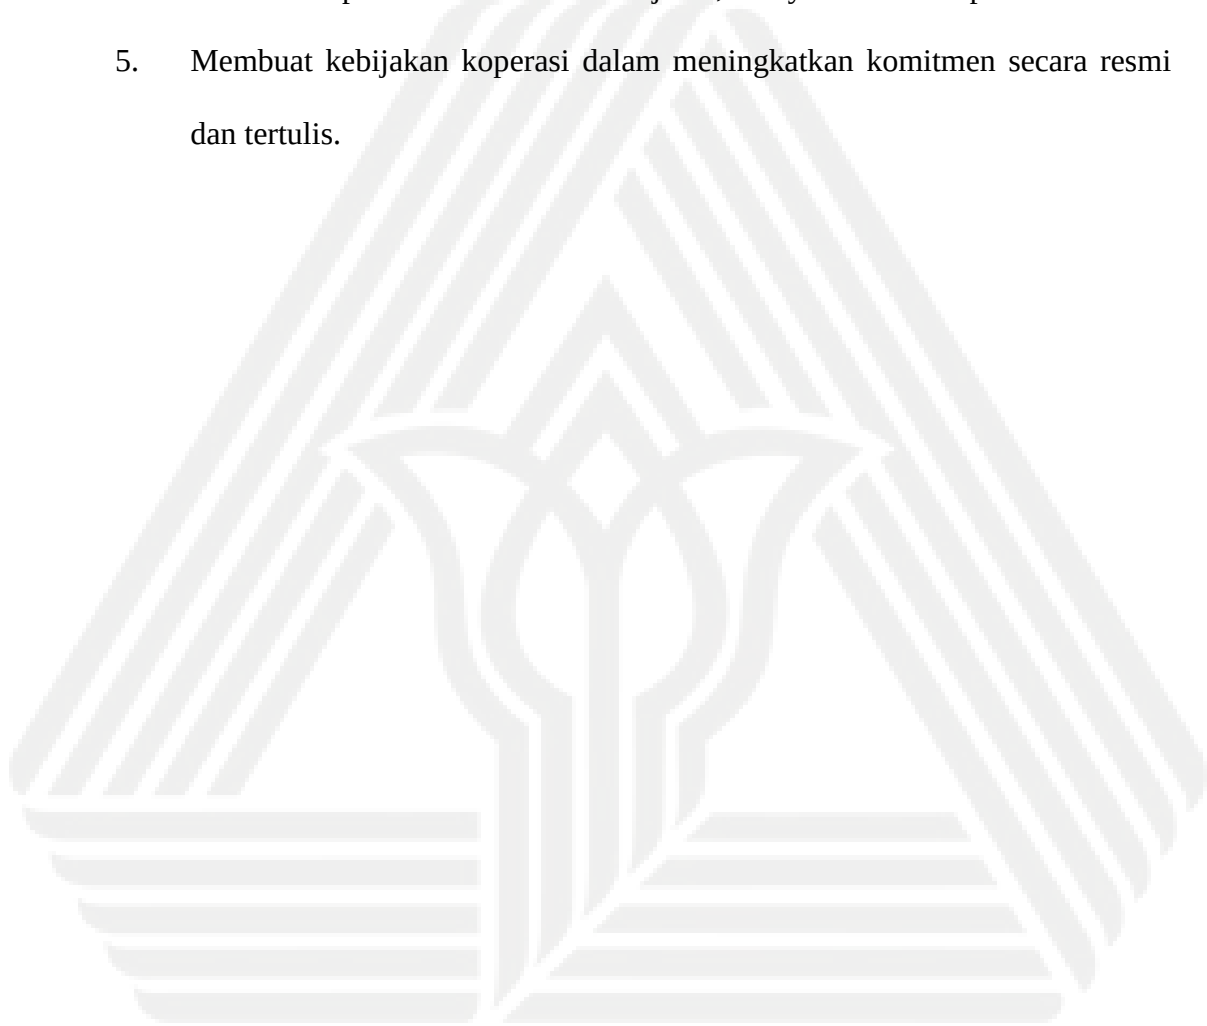 5. Membuat kebijakan koperasi dalam meningkatkan komitmen secara resmi
dan tertulis.